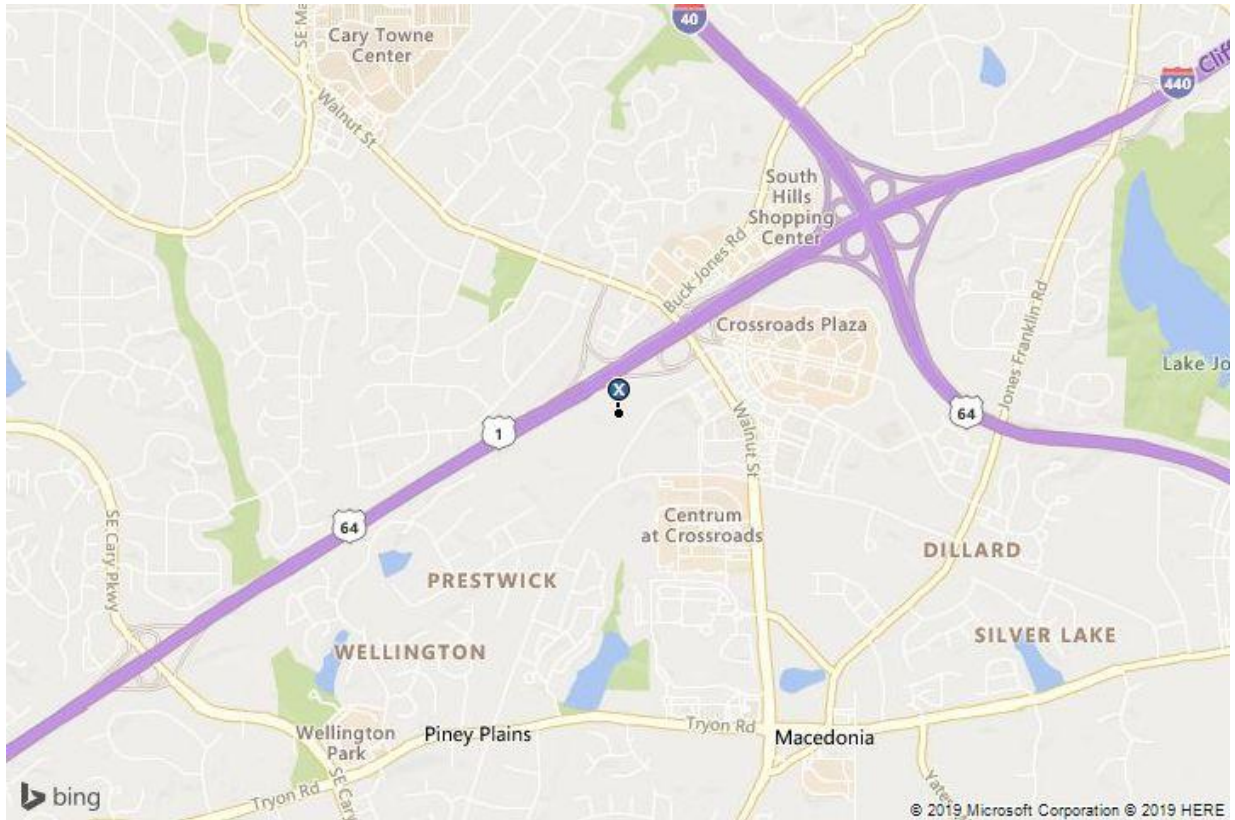 40
SE Ma
Cary Towne
Center
440
Clif
Walnut St
South
Hills
Shopping
Center
Buck Jones Rd
Crossroads Plaza
Jones Franklin Rd
Lake Jo
X
1
64
Walnut St
64
Centrum
at Crossroads
SE Cary Pkwy
DILLARD
PRESTWICK
SILVER LAKE
WELLINGTON
Wellington
Park
Piney Plains
Tryon Rd
Macedonia
SE Cary
Tryon Rd
Yates
bing
© 2019 Microsoft Corporation © 2019 HERE